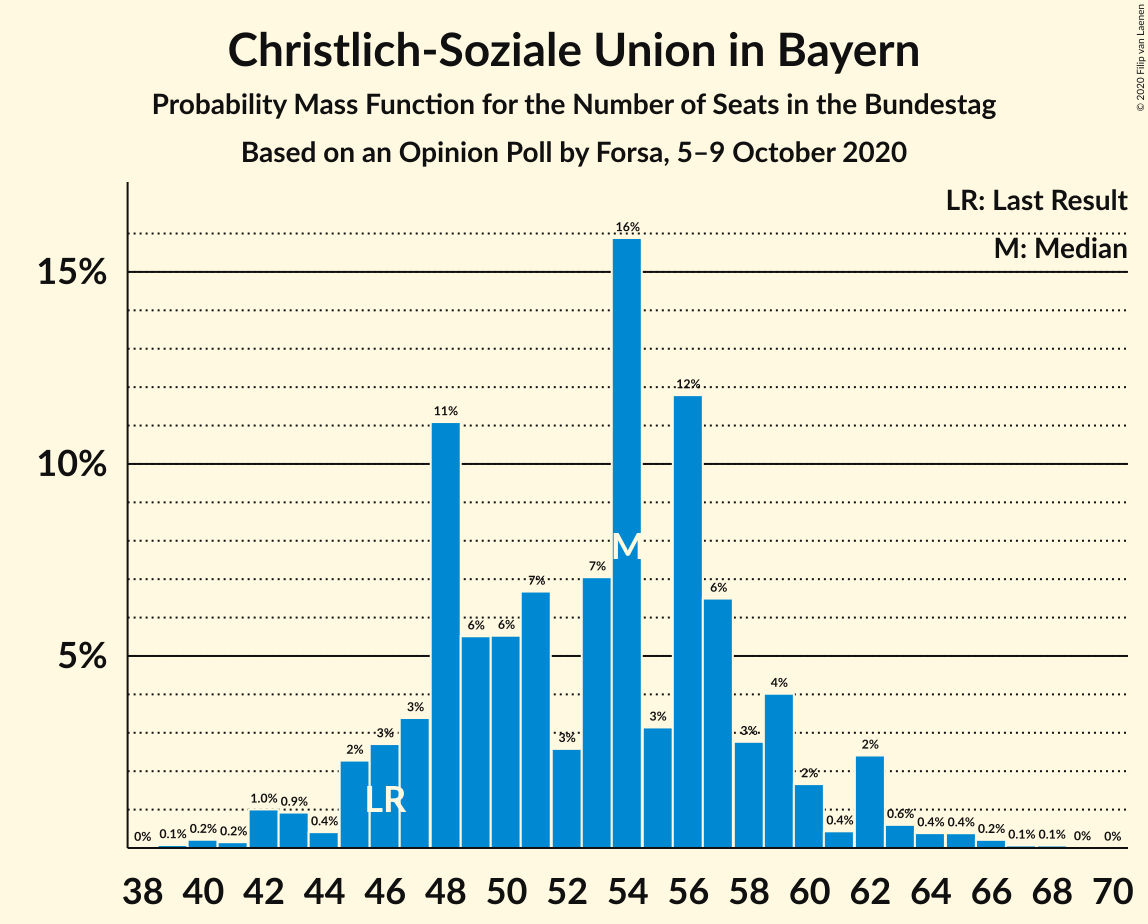 Christlich-Soziale Union in Bayern
Probability Mass Function for the Number of Seats in the Bundestag
Based on an Opinion Poll by Forsa, 5–9 October 2020
© 2020 Filip van Laenen
LR: Last Result
M: Median
15%
10%
5%
0% 0.1% 0.2% 0.2% 1.0% 0.9% 0.4% 2% 3% 3% 11% 6% 6% 7% 3% 7% 16% 3% 12% 6% 3% 4% 2% 0.4% 2% 0.6% 0.4% 0.4% 0.2% 0.1% 0.1% 0% 0%
M
LR
38 40 42 44 46 48 50 52 54 56 58 60 62 64 66 68 70